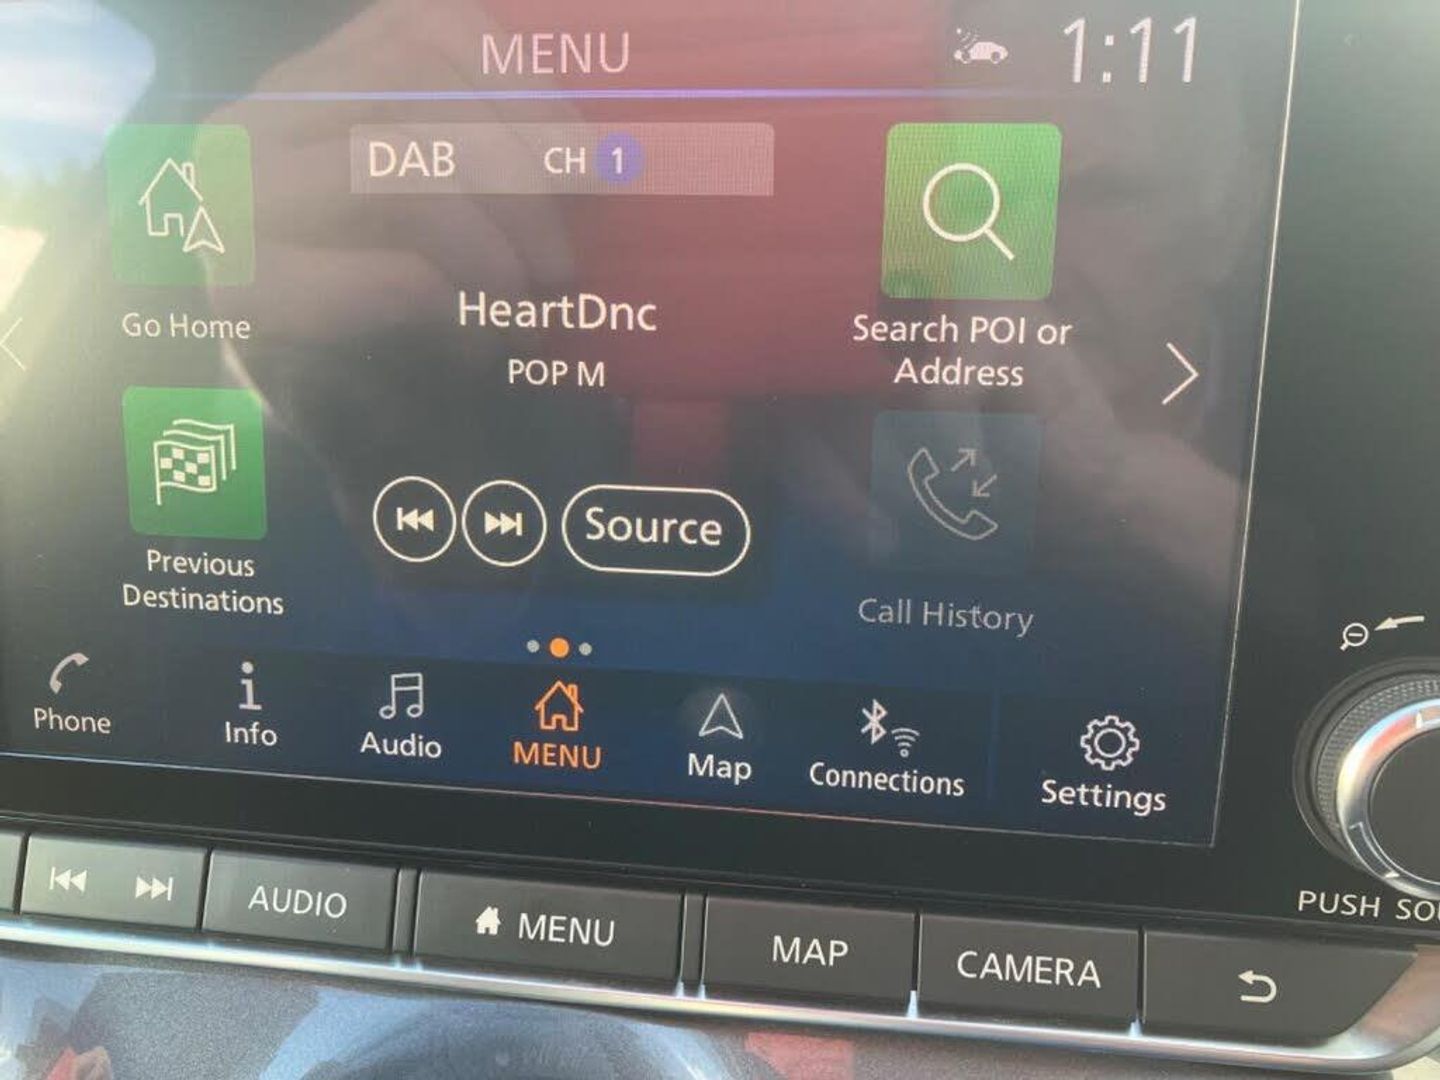 MENU
1:11
DAB CH 1
Go Home
HeartDnc
POP M
Search POI or
Address
Previous
Destinations
Source
Call History
Phone
Info
Audio
MENU
Map
Connections
Settings
AUDIO
MENU
MAP
CAMERA
PUSH SOU